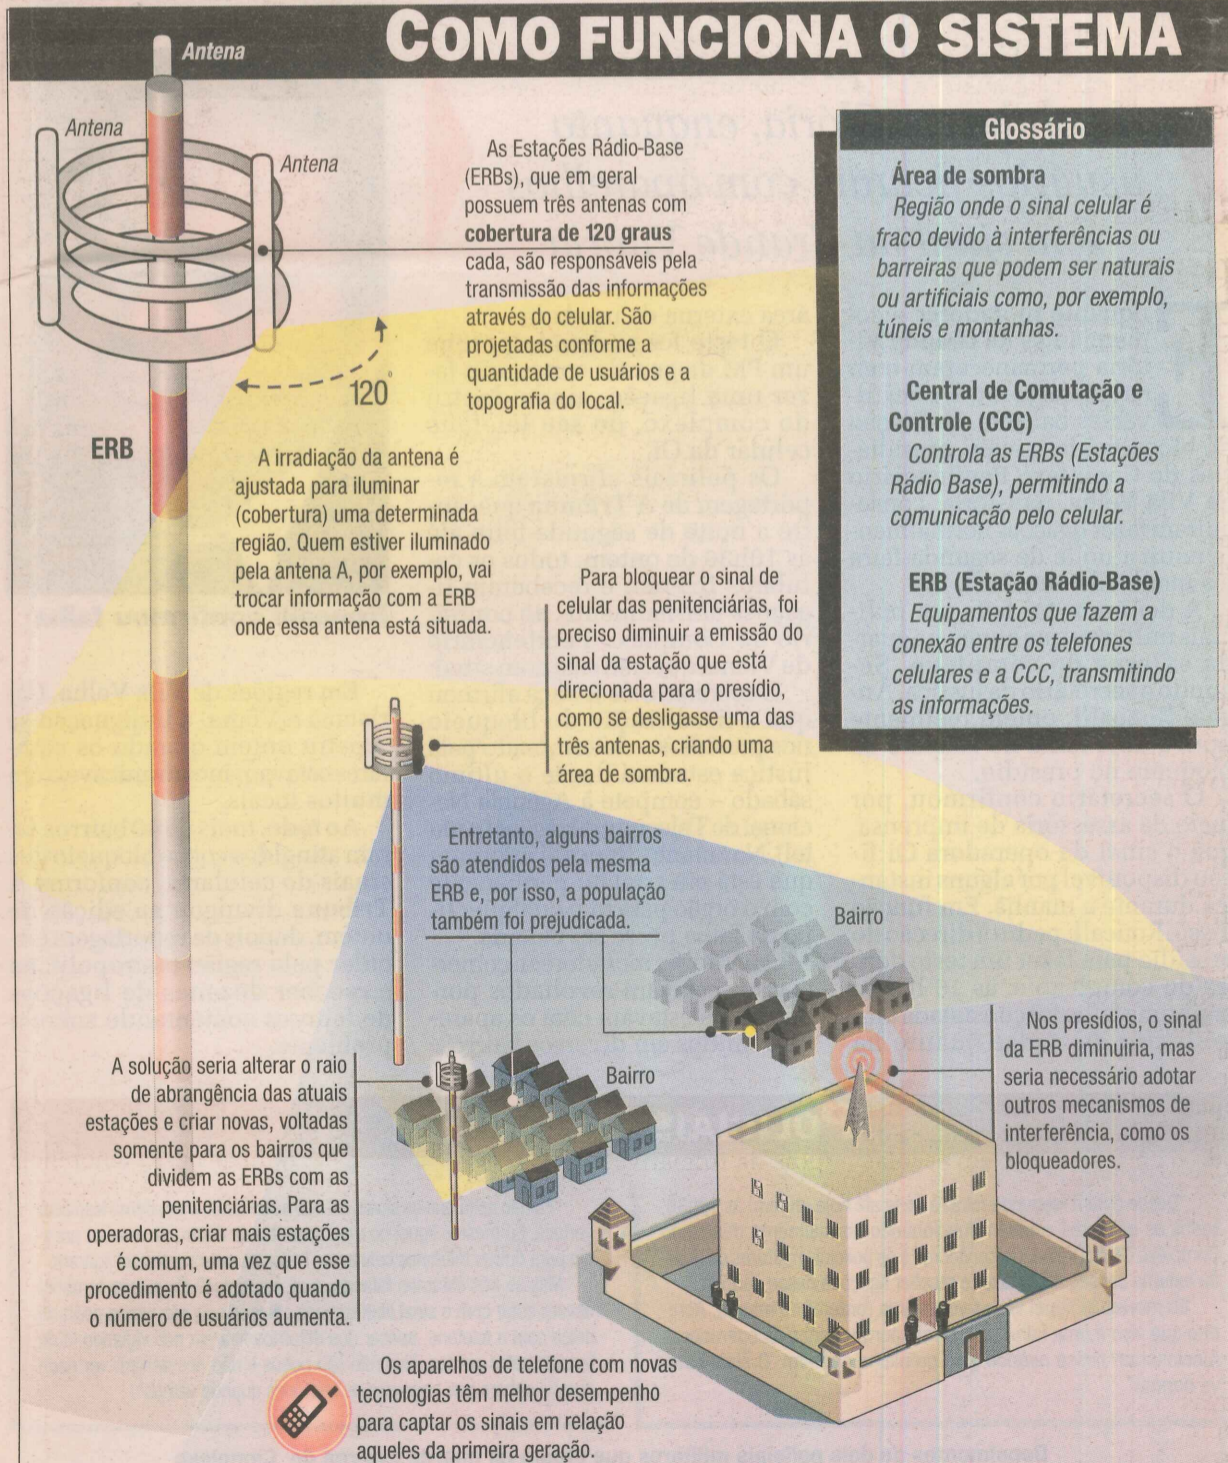 COMO FUNCIONA O SISTEMA
Antena
Antena
Antena
As Estações Rádio-Base
(ERBs), que em geral
possuem três antenas com
cobertura de 120 graus
cada, são responsáveis pela
transmissão das informações
através do celular. São
projetadas conforme a
quantidade de usuários e a
topografia do local.
120°
ERB
A irradiação da antena é
ajustada para iluminar
(cobertura) uma determinada
região. Quem estiver iluminado
pela antena A, por exemplo, vai
trocar informação com a ERB
onde essa antena está situada.
Glossário
Área de sombra
Região onde o sinal celular é
fraco devido à interferências ou
barreiras que podem ser naturais
ou artificiais como, por exemplo,
túneis e montanhas.
Central de Comutação e
Controle (CCC)
Controla as ERBs (Estações
Rádio Base), permitindo a
comunicação pelo celular.
ERB (Estação Rádio-Base)
Equipamentos que fazem a
conexão entre os telefones
celulares e a CCC, transmitindo
as informações.
Para bloquear o sinal de
celular das penitenciárias, foi
preciso diminuir a emissão do
sinal da estação que está
direcionada para o presídio,
como se desligasse uma das
três antenas, criando uma
área de sombra.
Entretanto, alguns bairros
são atendidos pela mesma
ERB e, por isso, a população
também foi prejudicada.
Bairro
Bairro
Nos presídios, o sinal
da ERB diminuiria, mas
seria necessário adotar
outros mecanismos de
interferência, como os
bloqueadores.
A solução seria alterar o raio
de abrangência das atuais
estações e criar novas, voltadas
somente para os bairros que
dividem as ERBs com as
penitenciárias. Para as
operadoras, criar mais estações
é comum, uma vez que esse
procedimento é adotado quando
o número de usuários aumenta.
Os aparelhos de telefone com novas
tecnologias têm melhor desempenho
para captar os sinais em relação
aqueles da primeira geração.